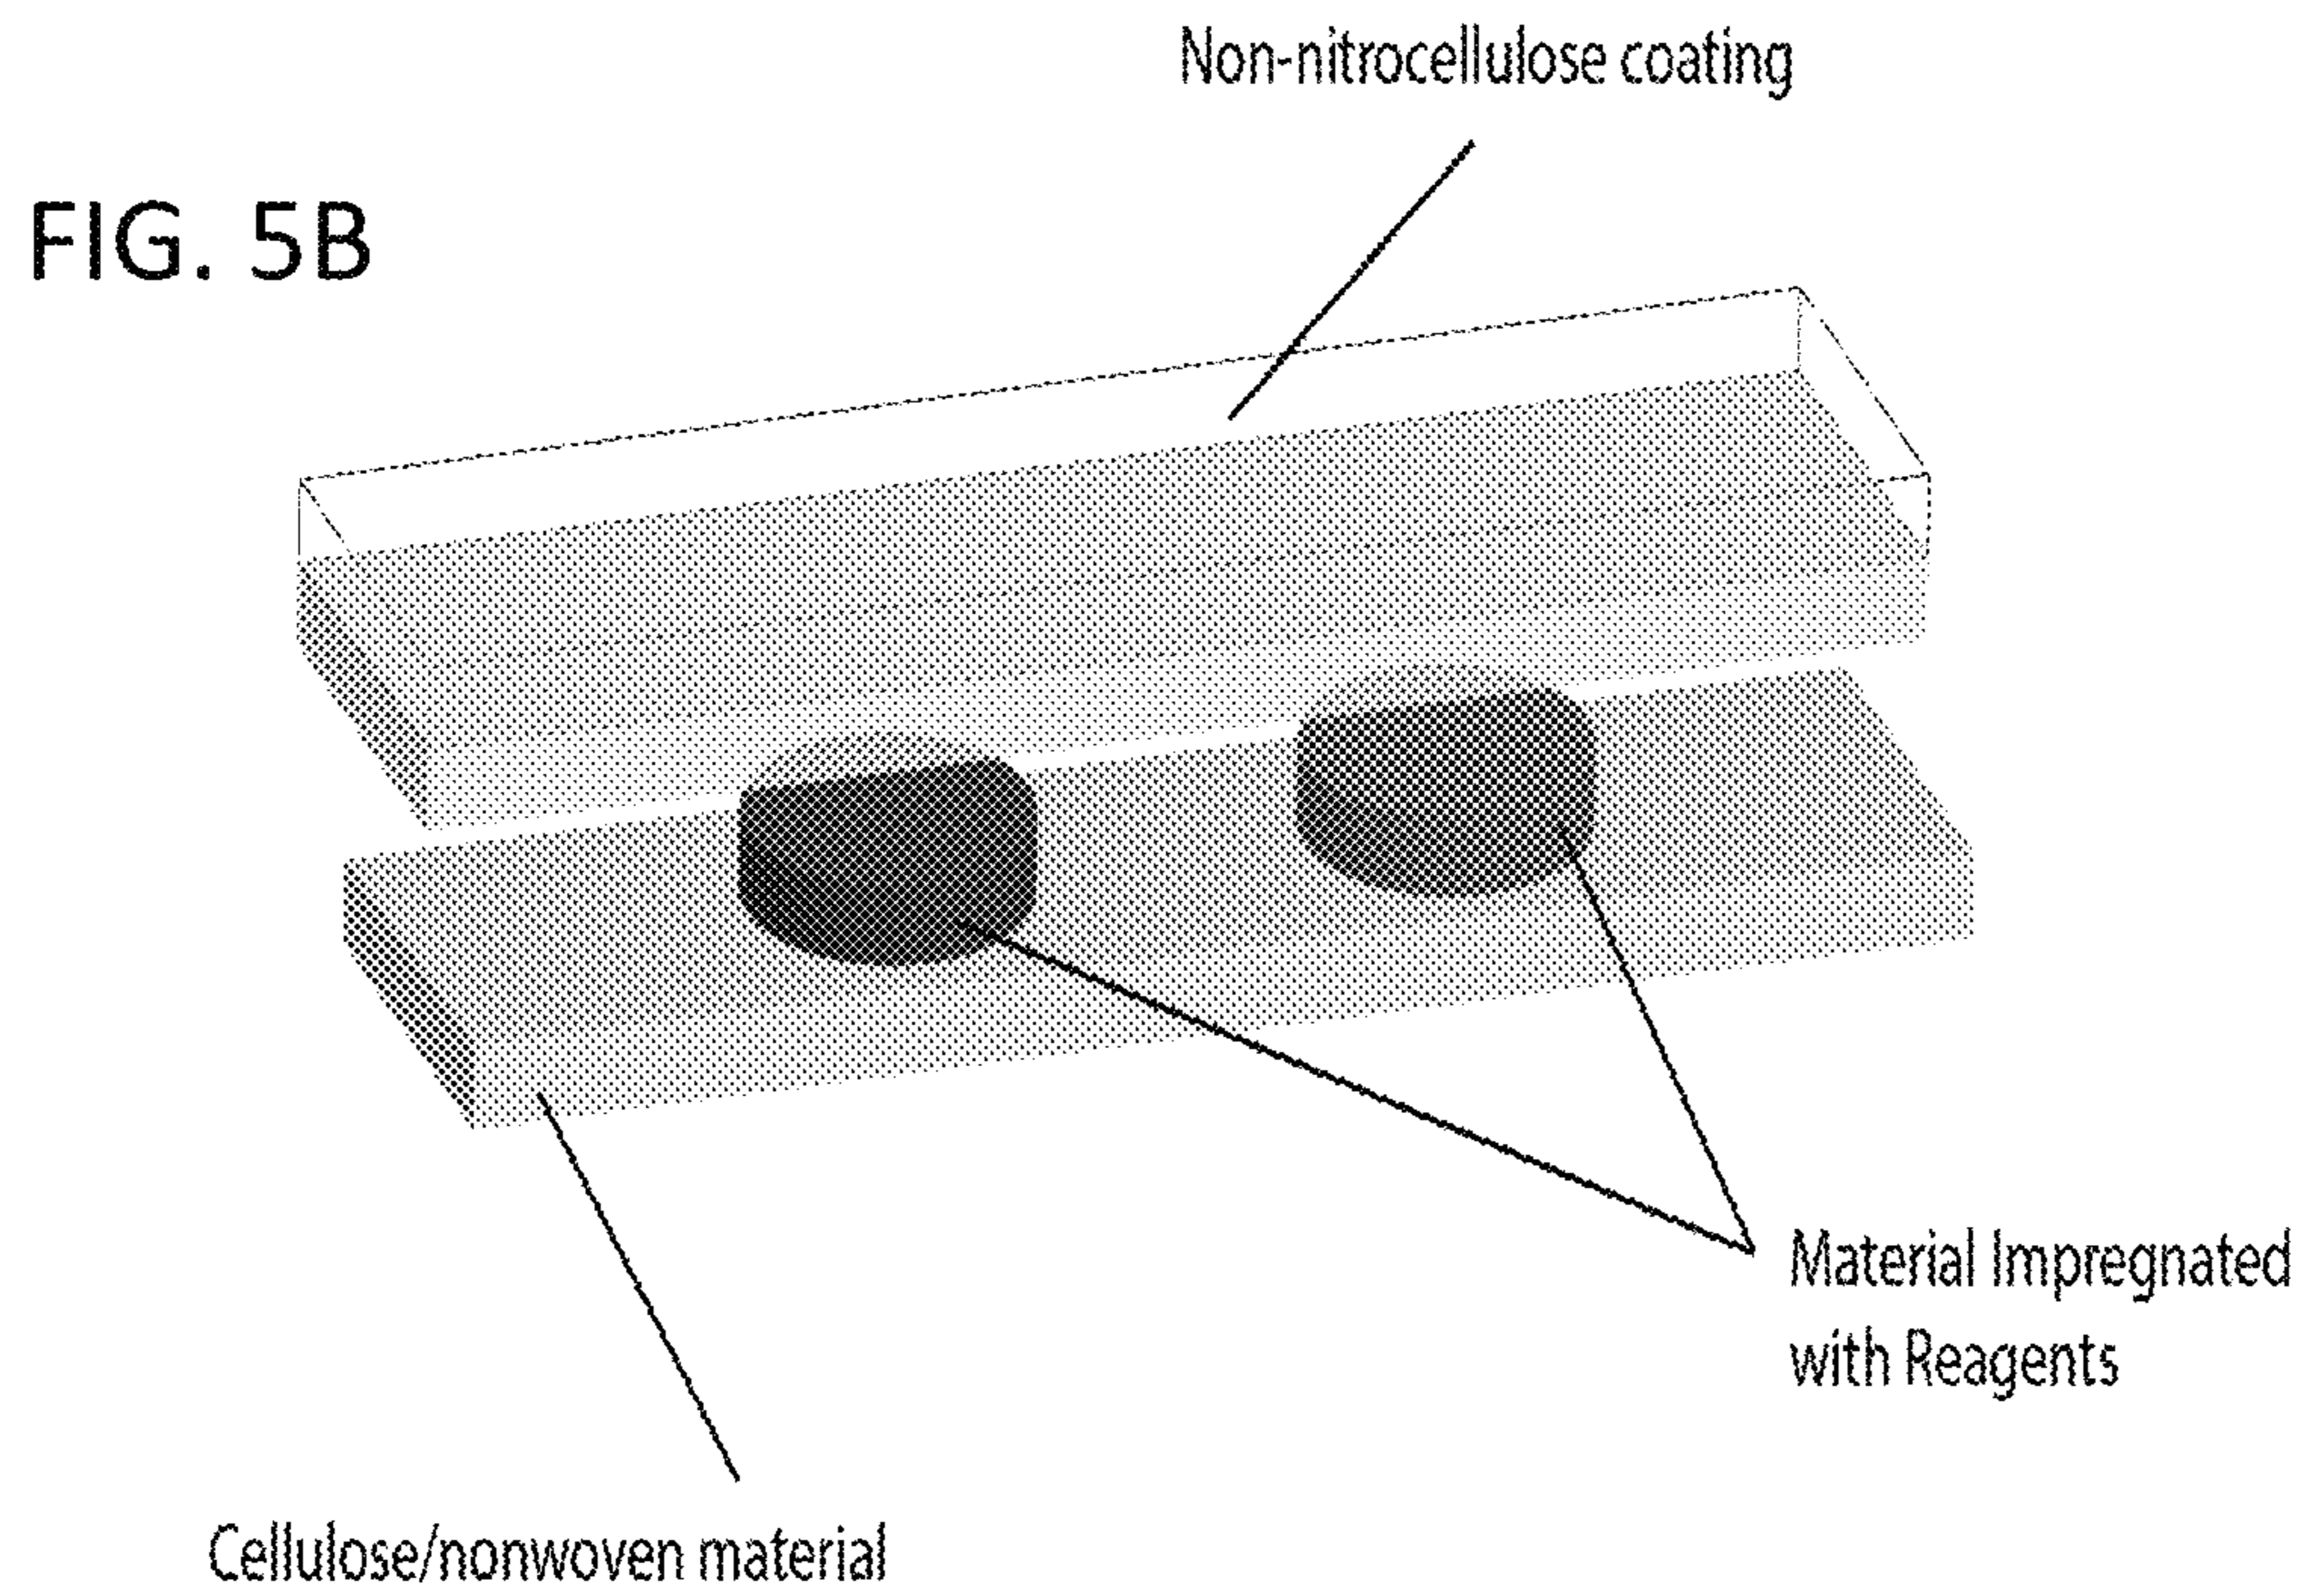 Non-nitrocellulose coating
FIG. 5B
Material Impregnated
with Reagents
Cellulose/nonwoven material